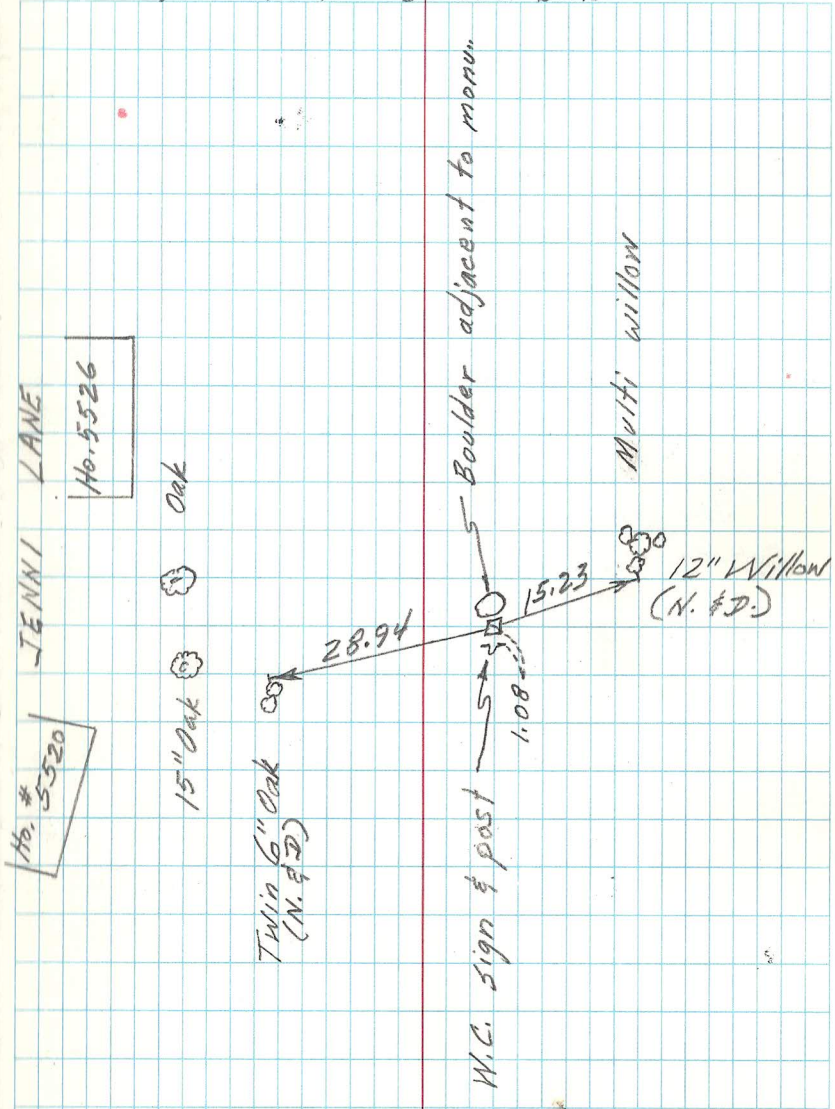 JENNI LANE
Ho. #
5520
Ho. 5526
15" Oak
Oak
Twin 6" Oak
(N. & D.)
28.94
W.C. sign & post
Boulder adjacent to monu..
1.08
15.23
Multi willow
12" Willow
(N. & D.)